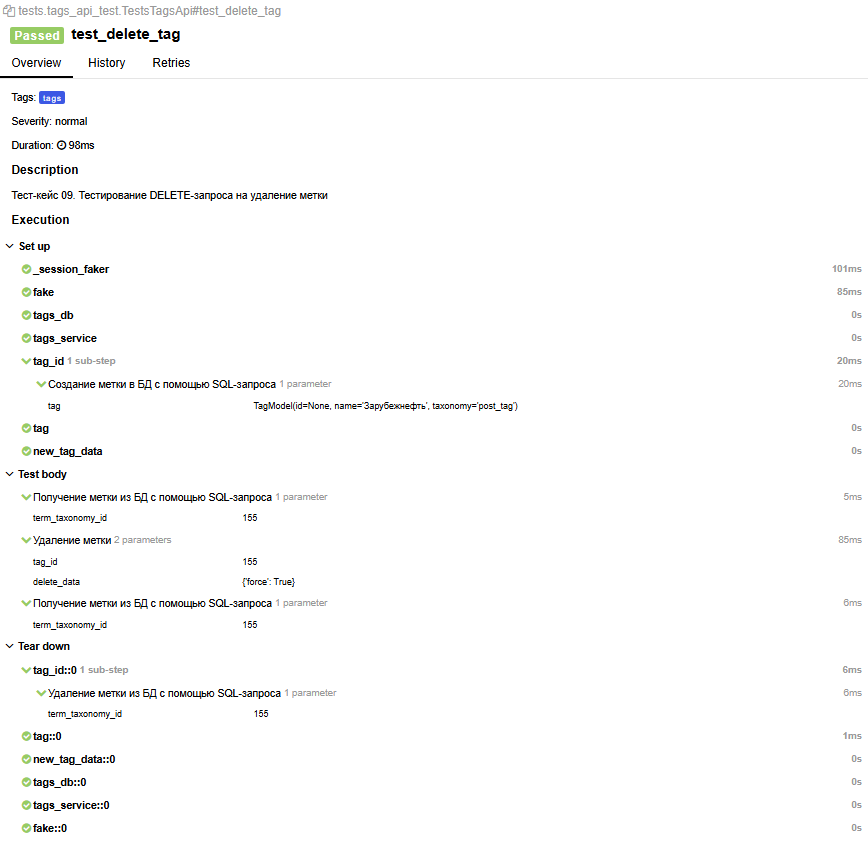 tests.tags_api_test.TestsTagsApi#test_delete_tag
Passed test_delete_tag
Overview History Retries
Tags: tags
Severity: normal
Duration: 98ms
Description
Тест-кейс 09. Тестирование DELETE-запроса на удаление метки
Execution
Set up
_session_faker 101ms
fake 85ms
tags_db 0s
tags_service 0s
tag_id 1 sub-step 20ms
Создание метки в БД с помощью SQL-запроса 1 parameter 20ms
tag TagModel(id=None, name='Зарубежнефть', taxonomy='post_tag')
tag 0s
new_tag_data 0s
Test body
Получение метки из БД с помощью SQL-запроса 1 parameter 5ms
term_taxonomy_id 155
Удаление метки 2 parameters 85ms
tag_id 155
delete_data {'force': True}
Получение метки из БД с помощью SQL-запроса 1 parameter 6ms
term_taxonomy_id 155
Tear down
tag_id::0 1 sub-step 6ms
Удаление метки из БД с помощью SQL-запроса 1 parameter 6ms
term_taxonomy_id 155
tag::0 1ms
new_tag_data::0 0s
tags_db::0 0s
tags_service::0 0s
fake::0 0s